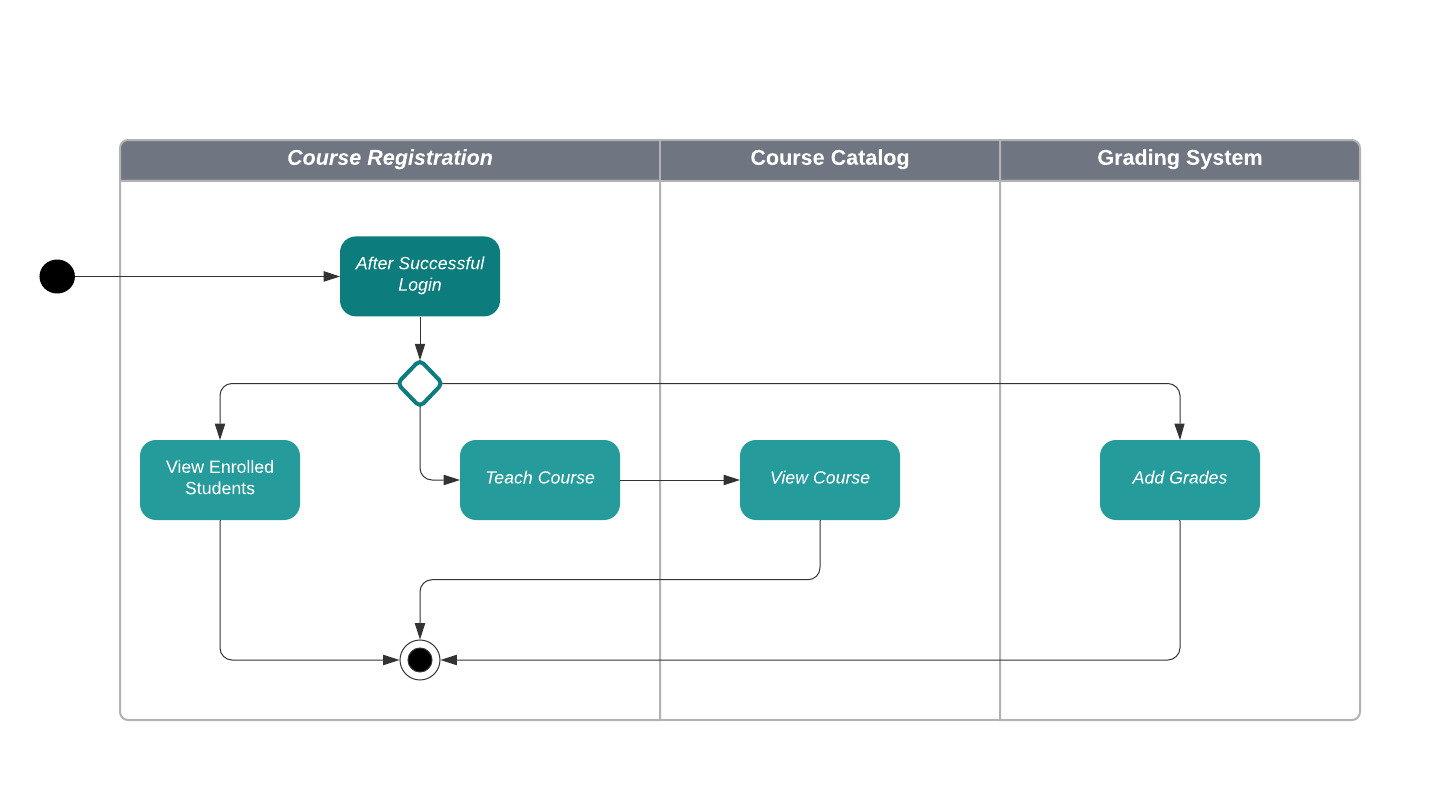 Course Registration
Course Catalog
Grading System
After Successful
Login
View Enrolled
Students
Teach Course
View Course
Add Grades